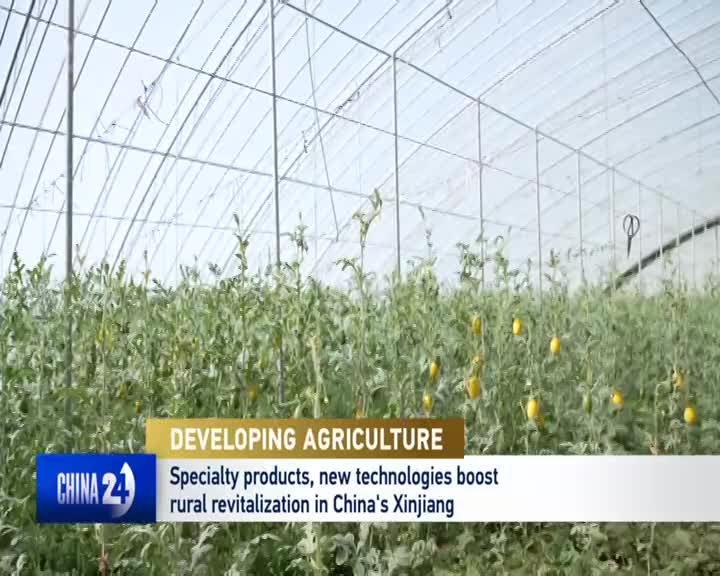 DEVELOPING AGRICULTURE
CHINA 24
Specialty products, new technologies boost
rural revitalization in China's Xinjiang